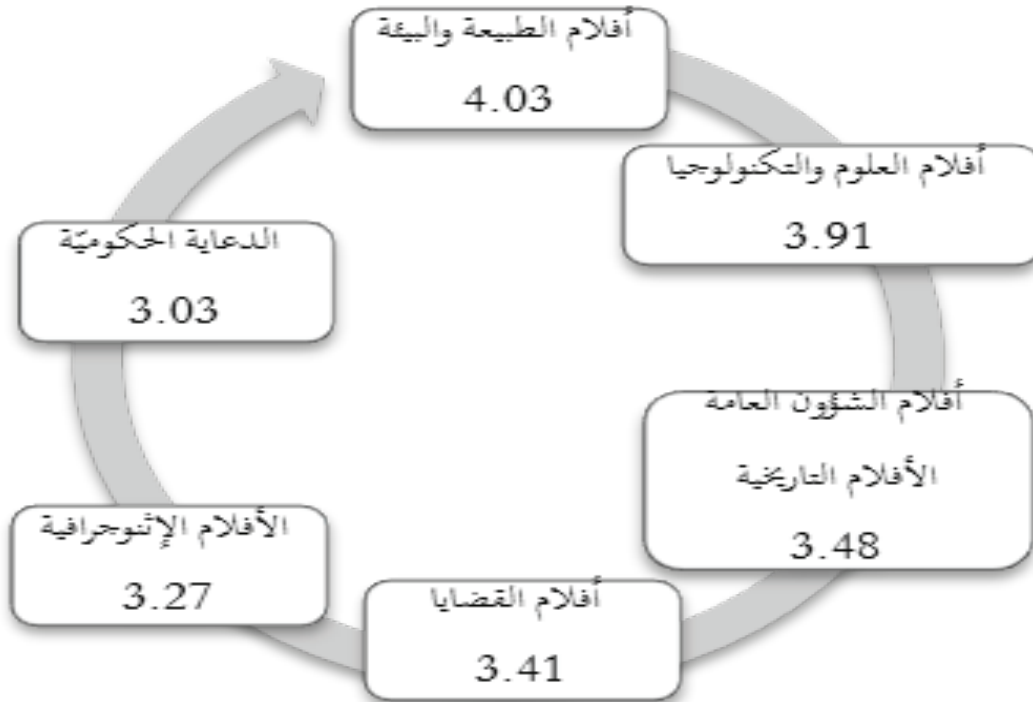 أفلام الطبيعة والبيئة
4.03
أفلام العلوم والتكنولوجيا
3.91
أفلام الشؤون العامة
الأفلام التاريخية
3.48
أفلام القضايا
3.41
الأفلام الإثنوجرافية
3.27
الدعاية الحكوميّة
3.03